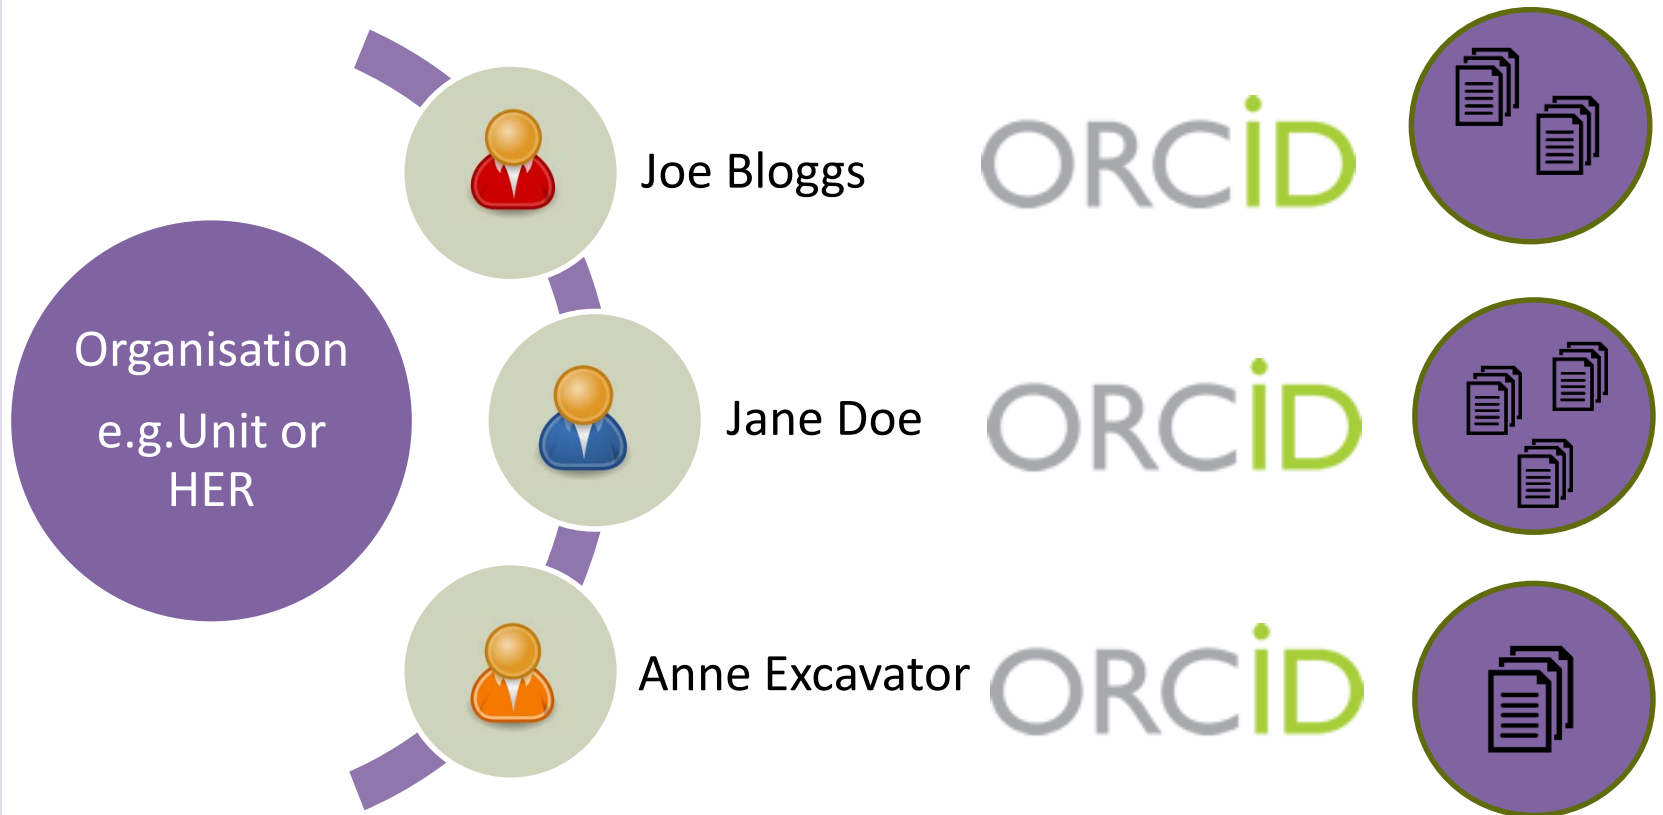 Organisation
e.g.Unit or
HER
Joe Bloggs
ORCiD
Jane Doe
ORCiD
Anne Excavator
ORCiD